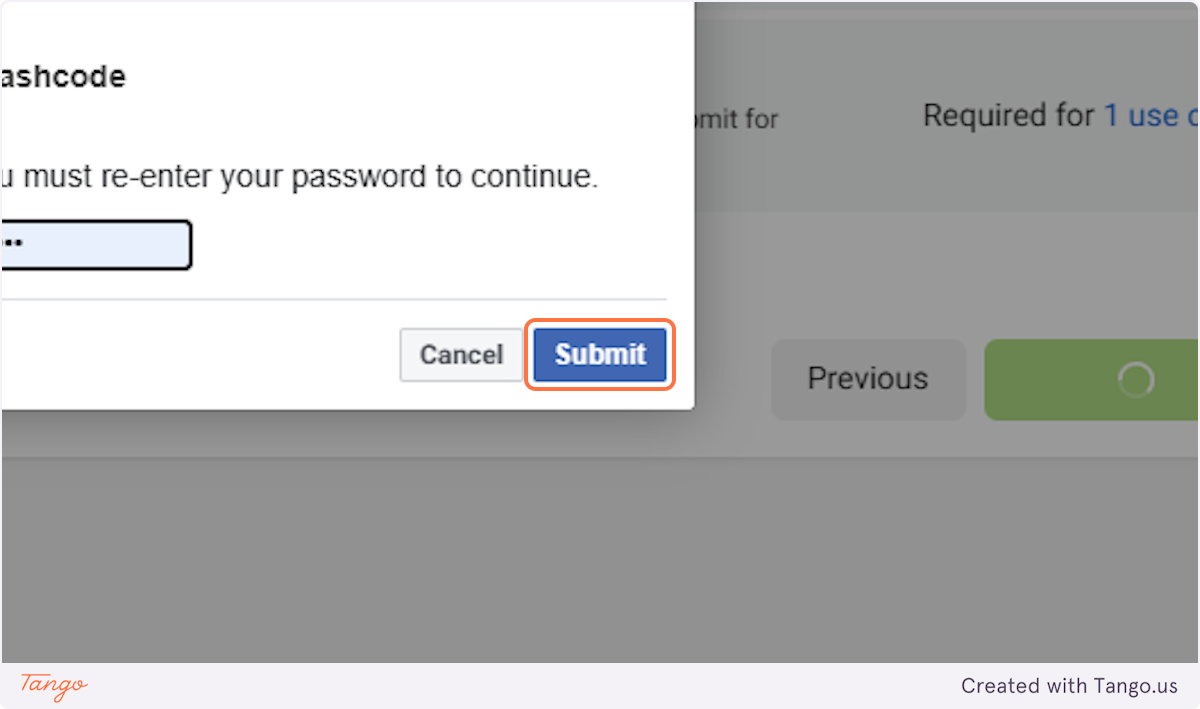 ashcode
u must re-enter your password to continue.
Cancel
Submit
mit for
Required for 1 use
Previous
Tango
Created with Tango.us